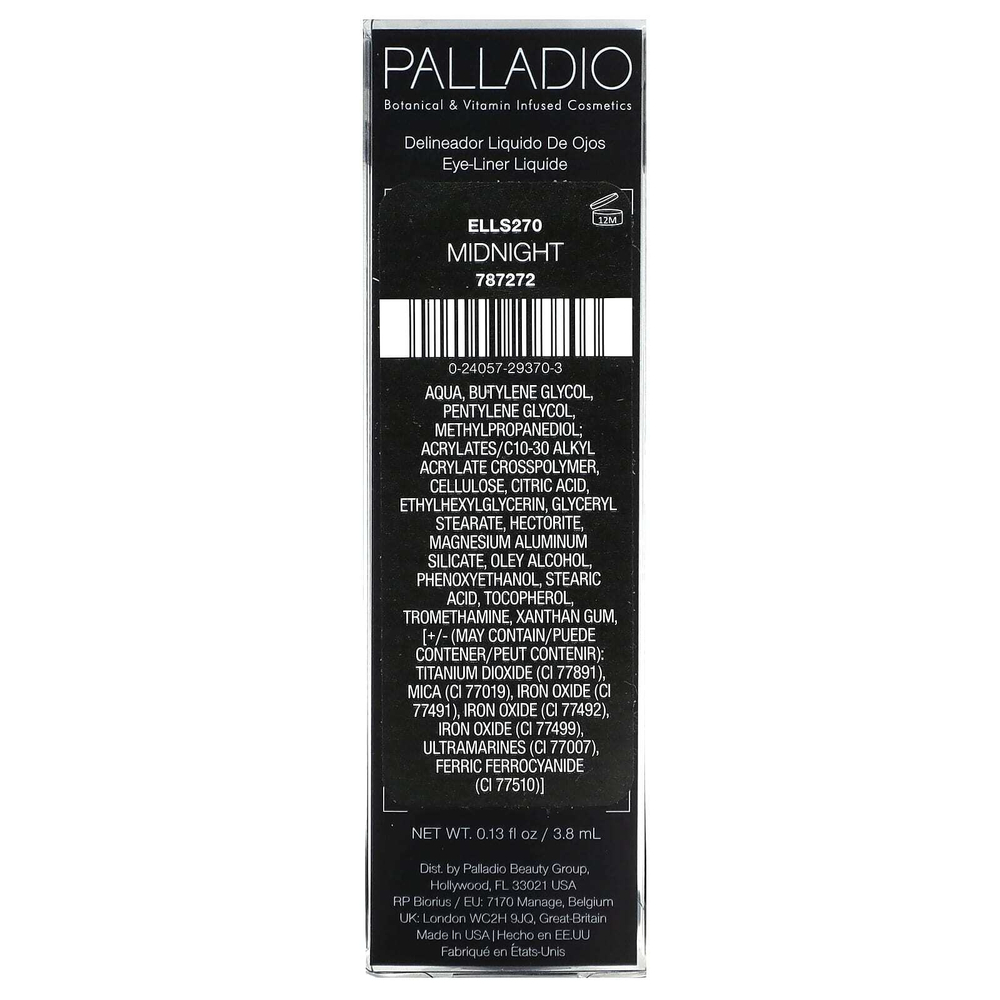 PALLADIO
Botanical & Vitamin Infused Cosmetics
Delineador Liquido De Ojos
Eye-Liner Liquide
12M
ELLS270
MIDNIGHT
787272
0-24057-29370-3
AQUA, BUTYLENE GLYCOL,
PENTYLENE GLYCOL,
METHYLPROPANEDIOL;
ACRYLATES/C10-30 ALKYL
ACRYLATE CROSSPOLYMER,
CELLULOSE, CITRIC ACID,
ETHYLHEXYLGLYCERIN, GLYCERYL
STEARATE, HECTORITE,
MAGNESIUM ALUMINUM
SILICATE, OLEY ALCOHOL,
PHENOXYETHANOL, STEARIC
ACID, TOCOPHEROL,
TROMETHAMINE, XANTHAN GUM,
[+/- (MAY CONTAIN/PUEDE
CONTENER/PEUT CONTENIR):
TITANIUM DIOXIDE (CI 77891),
MICA (CI 77019), IRON OXIDE (CI
77491), IRON OXIDE (CI 77492),
IRON OXIDE (CI 77499),
ULTRAMARINES (CI 77007),
FERRIC FERROCYANIDE
(CI 77510)]
NET WT. 0.13 fl oz / 3.8 mL
Dist. by Palladio Beauty Group,
Hollywood, FL 33021 USA
RP Biorius / EU: 7170 Manage, Belgium
UK: London WC2H 9JQ, Great-Britain
Made In USA|Hecho en EE.UU
Fabriqué en États-Unis